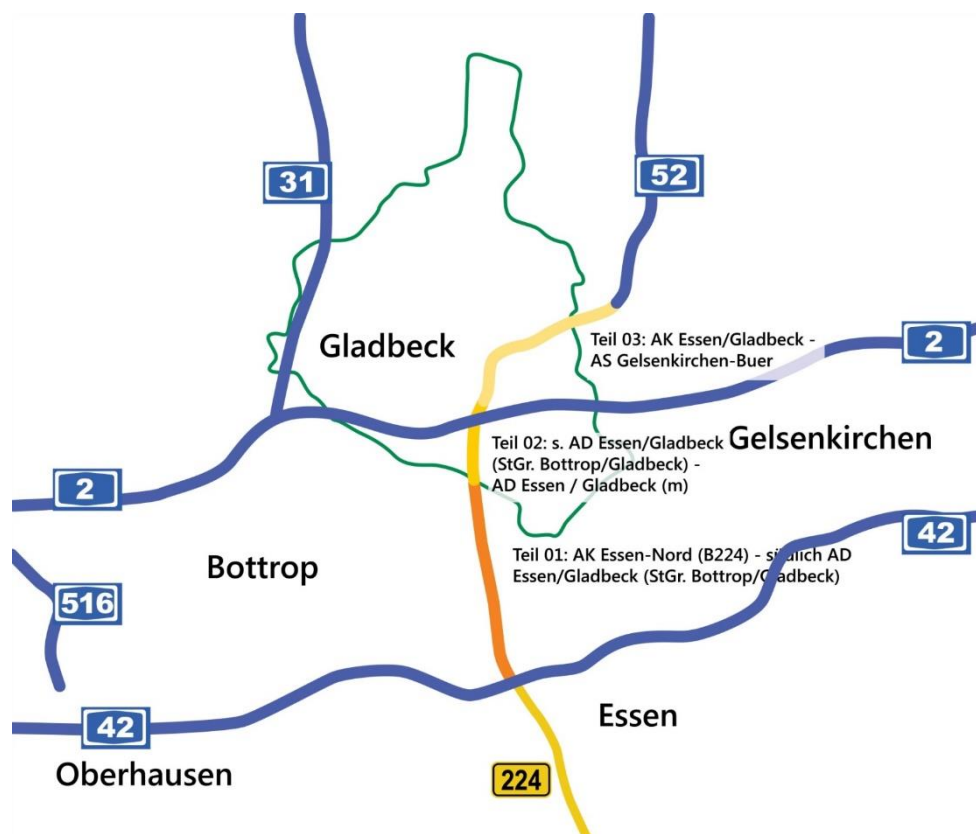 31
52
Teil 03: AK Essen/Gladbeck -
AS Gelsenkirchen-Buer
2
Gladbeck
Teil 02: s. AD Essen/Gladbeck
(StGr. Bottrop/Gladbeck) -
AD Essen / Gladbeck (m)
Gelsenkirchen
2
42
Teil 01: AK Essen-Nord (B224) - südlich AD
Essen/Gladbeck (StGr. Bottrop/Gladbeck)
Bottrop
516
Essen
42
Oberhausen
224